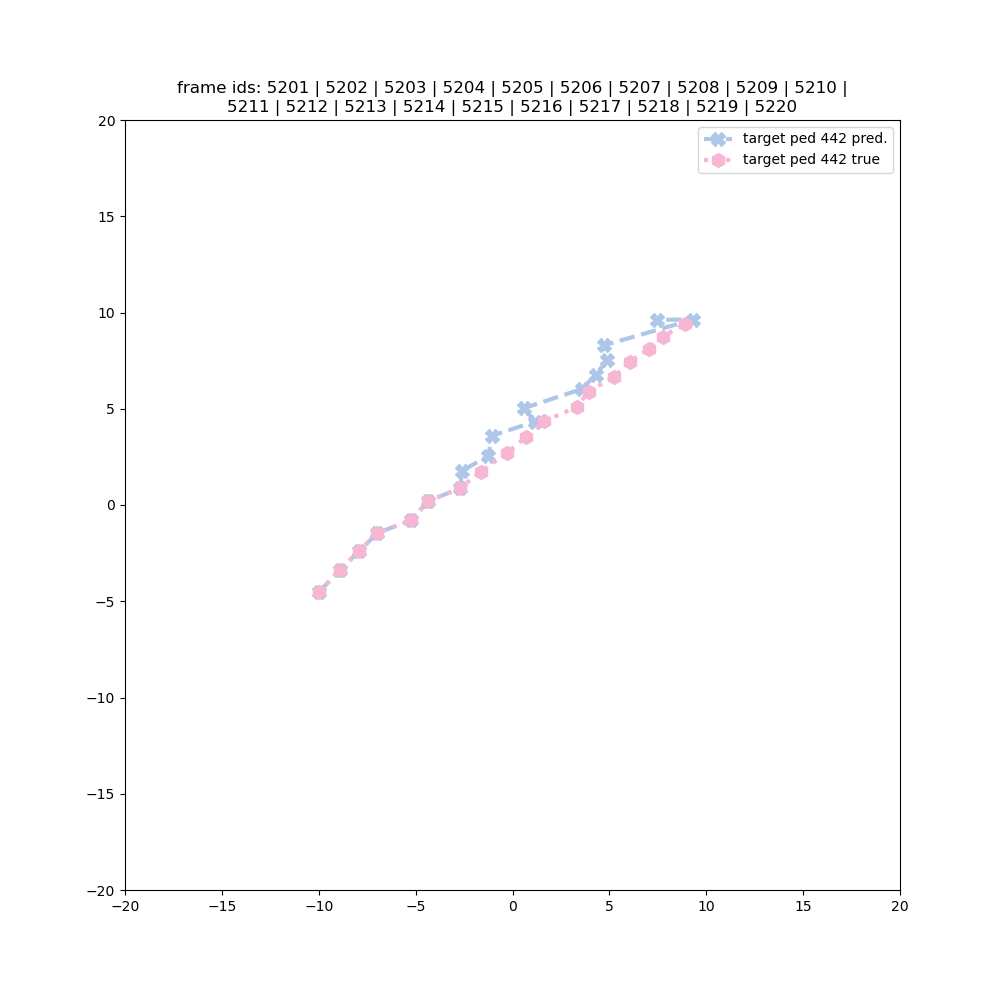 frame ids: 5201 | 5202 | 5203 | 5204 | 5205 | 5206 | 5207 | 5208 | 5209 | 5210 |
5211 | 5212 | 5213 | 5214 | 5215 | 5216 | 5217 | 5218 | 5219 | 5220
target ped 442 pred.
target ped 442 true
20
15
10
5
0
−5
−10
−15
−20
−20 −15 −10 −5 0 5 10 15 20